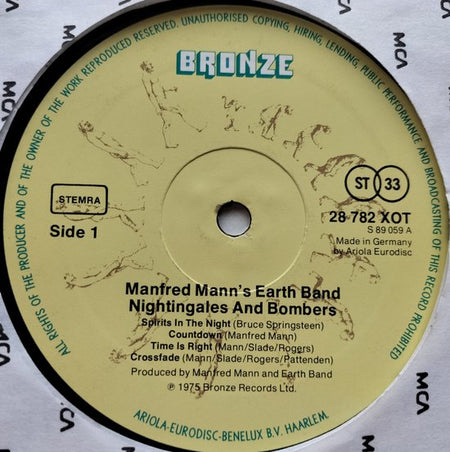 ALL RIGHTS OF THE PRODUCER AND OF THE OWNER OF THE WORK REPRODUCED RESERVED. UNAUTHORISED COPYING, HIRING, LENDING, PUBLIC PERFORMANCE AND BROADCASTING OF THIS RECORD PROHIBITED
BRONZE
STEMRA
ST 33
Side 1
28 782 XOT
S 89 059 A
Made in Germany
by Ariola Eurodisc
Manfred Mann's Earth Band
Nightingales And Bombers
Spirits In The Night (Bruce Springsteen)
Countdown (Manfred Mann)
Time Is Right (Mann/Slade/Rogers)
Crossfade (Mann/Slade/Rogers/Pattenden)
Produced by Manfred Mann and Earth Band
℗ 1975 Bronze Records Ltd.
ARIOLA-EURODISC-BENELUX B.V. HAARLEM.
MCA
MCA
MCA
MCA
MCA
MCA
MCA